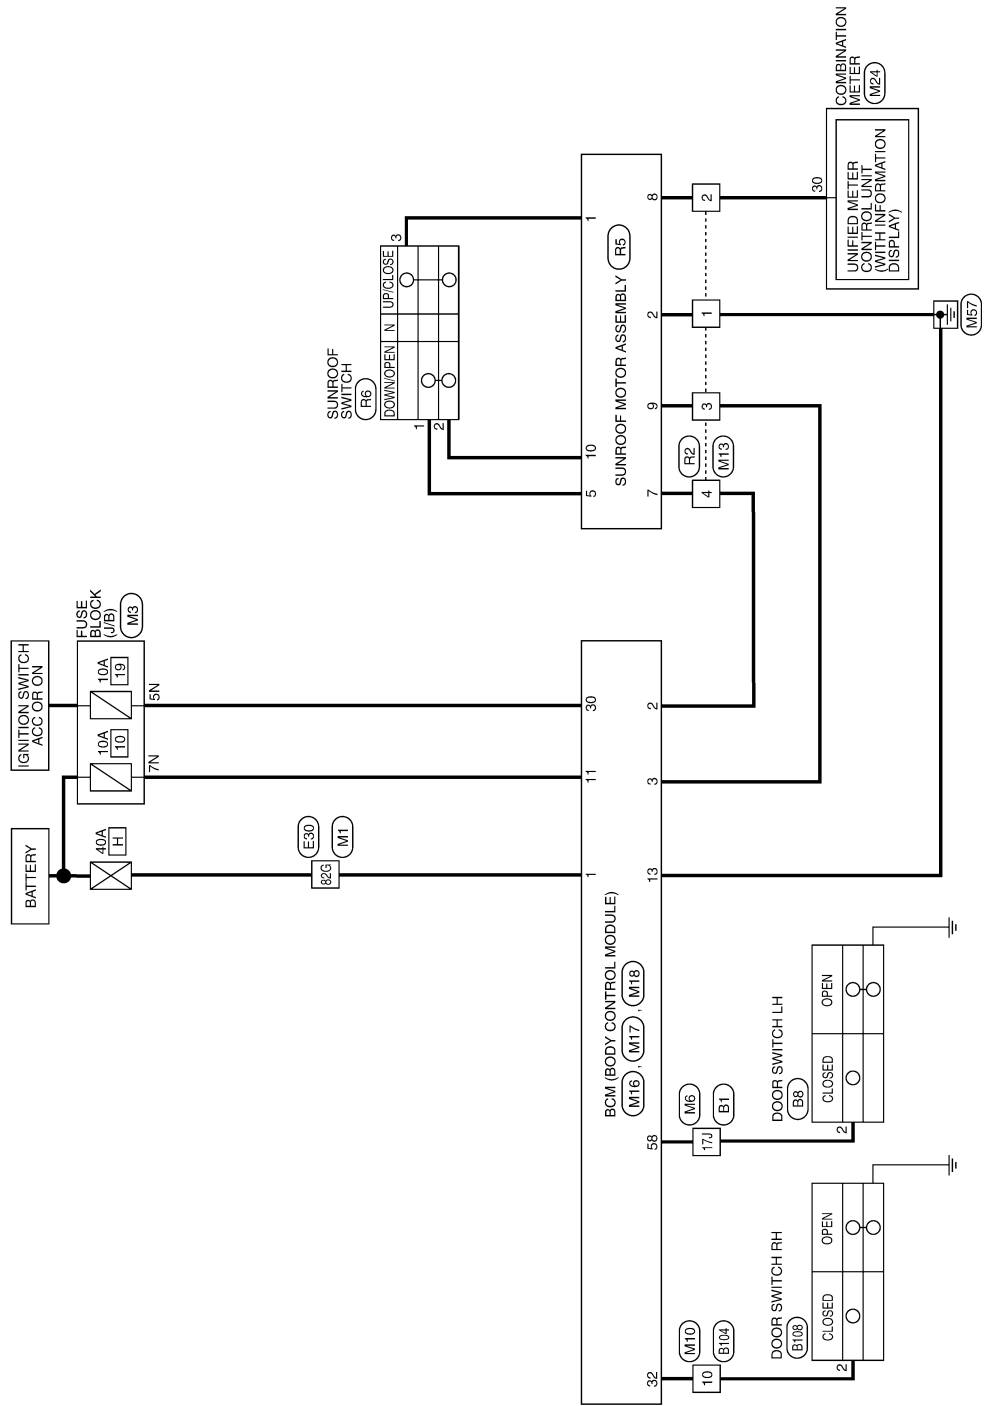 BATTERY
IGNITION SWITCH
ACC OR ON
40A
H
10A
10
10A
19
FUSE
BLOCK
(J/B)
M3
7N
5N
E30
M1
82G
SUNROOF
SWITCH
R6
DOWN/OPEN
N
UP/CLOSE
1
2
3
1
11
30
5
10
1
BCM (BODY CONTROL MODULE)
M16 , M17 , M18
SUNROOF MOTOR ASSEMBLY
R5
32
58
13
3
2
7
9
2
8
M10
B104
10
M6
B1
17J
R2
M13
4
3
1
2
DOOR SWITCH RH
B108
CLOSED
OPEN
2
DOOR SWITCH LH
B8
CLOSED
OPEN
2
COMBINATION
METER
M24
30
UNIFIED METER
CONTROL UNIT
(WITH INFORMATION
DISPLAY)
M57